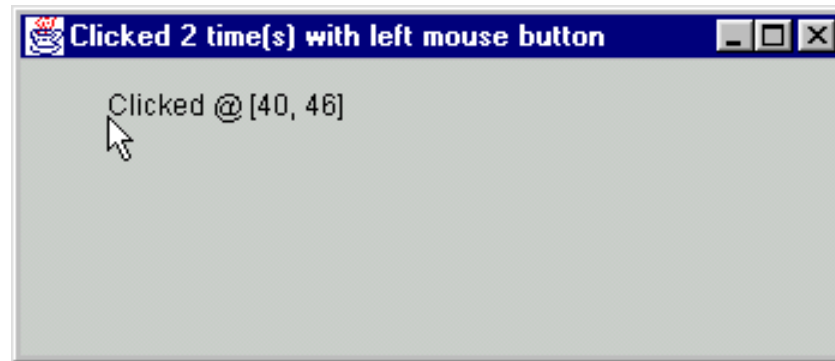 Clicked 2 time(s) with left mouse button
Clicked @ [40, 46]